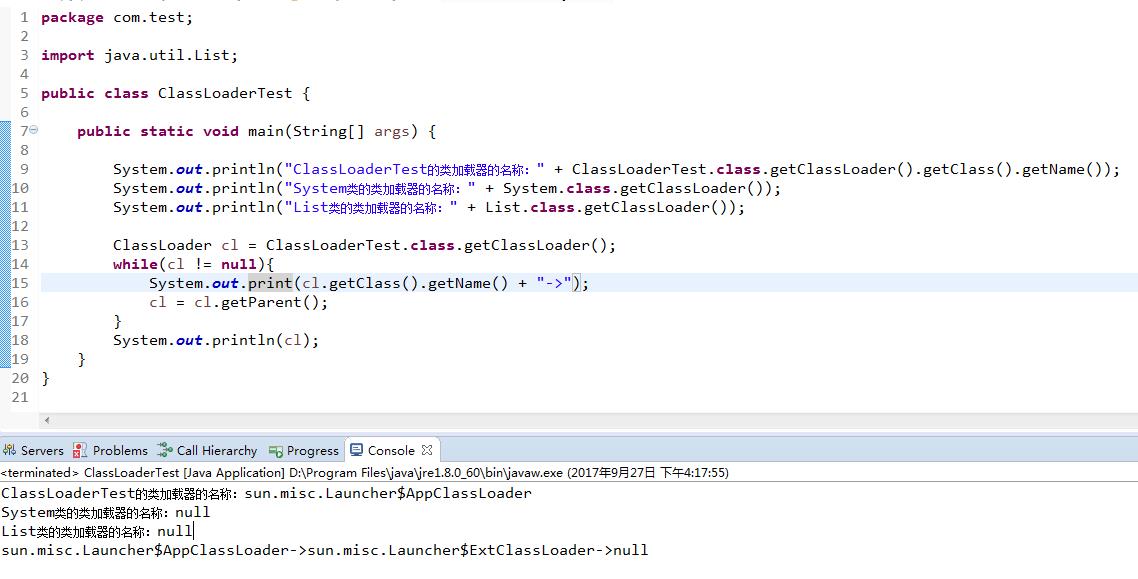 1 package com.test;
2
3 import java.util.List;
4
5 public class ClassLoaderTest {
6
7 public static void main(String[] args) {
8
9 System.out.println("ClassLoaderTest的类加载器的名称：" + ClassLoaderTest.class.getClassLoader().getClass().getName());
10 System.out.println("System类的类加载器的名称：" + System.class.getClassLoader());
11 System.out.println("List类的类加载器的名称：" + List.class.getClassLoader());
12
13 ClassLoader cl = ClassLoaderTest.class.getClassLoader();
14 while(cl != null){
15 System.out.print(cl.getClass().getName() + "->");
16 cl = cl.getParent();
17 }
18 System.out.println(cl);
19 }
20 }
21
Servers Problems Call Hierarchy Progress Console
<terminated> ClassLoaderTest [Java Application] D:\Program Files\java\jre1.8.0_60\bin\javaw.exe (2017年9月27日 下午4:17:55)
ClassLoaderTest的类加载器的名称：sun.misc.Launcher$AppClassLoader
System类的类加载器的名称：null
List类的类加载器的名称：null
sun.misc.Launcher$AppClassLoader->sun.misc.Launcher$ExtClassLoader->null